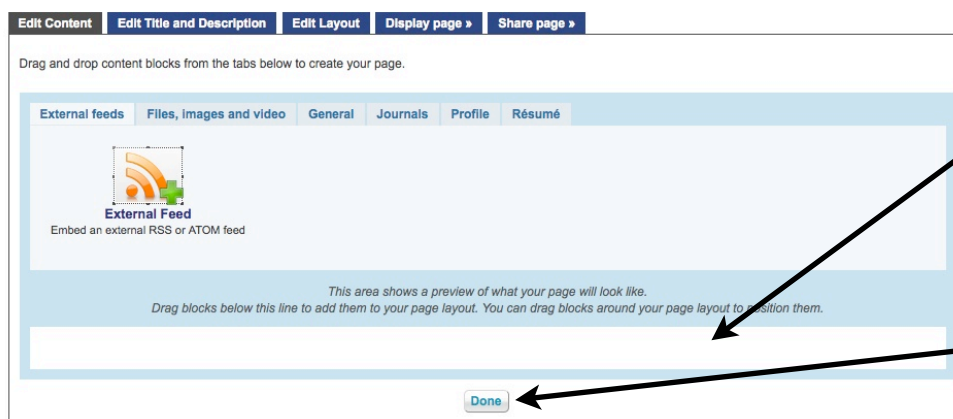 Edit Content Edit Title and Description Edit Layout Display page » Share page »
Drag and drop content blocks from the tabs below to create your page.
External feeds Files, images and video General Journals Profile Résumé
External Feed
Embed an external RSS or ATOM feed
This area shows a preview of what your page will look like.
Drag blocks below this line to add them to your page layout. You can drag blocks around your page layout to position them.
Done